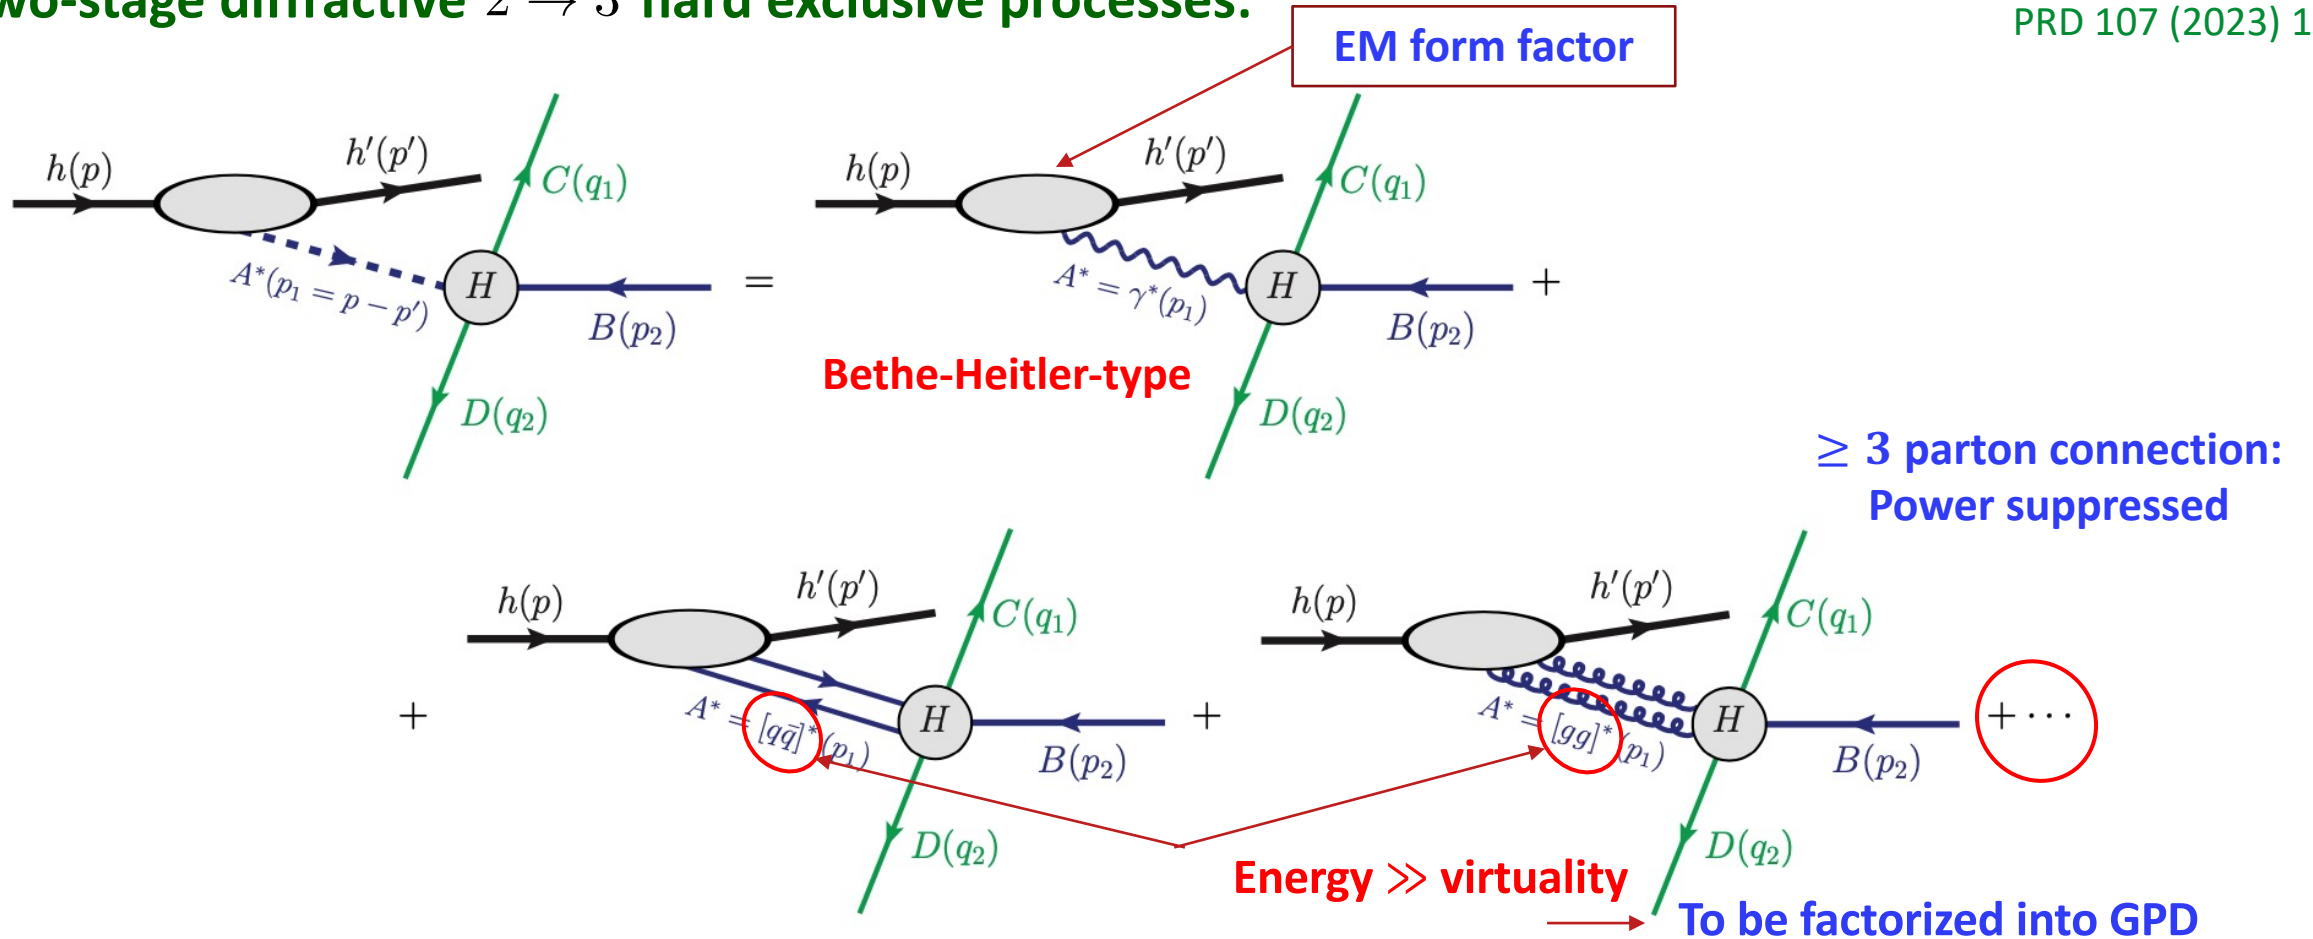 wo-stage diffractive 2 → 3 hard exclusive processes:
PRD 107 (2023) 1
EM form factor
h(p)
h′(p′)
C(q₁)
A*(p₁ = p − p′)
H
B(p₂)
D(q₂)
=
h(p)
h′(p′)
C(q₁)
A* = γ*(p₁)
H
B(p₂)
+
D(q₂)
Bethe-Heitler-type
≥ 3 parton connection:
Power suppressed
+
h(p)
h′(p′)
C(q₁)
A* = [qq̄]*(p₁)
H
B(p₂)
D(q₂)
+
h(p)
h′(p′)
C(q₁)
A* = [gg]*(p₁)
H
B(p₂)
D(q₂)
+ ⋯
Energy ≫ virtuality
To be factorized into GPD